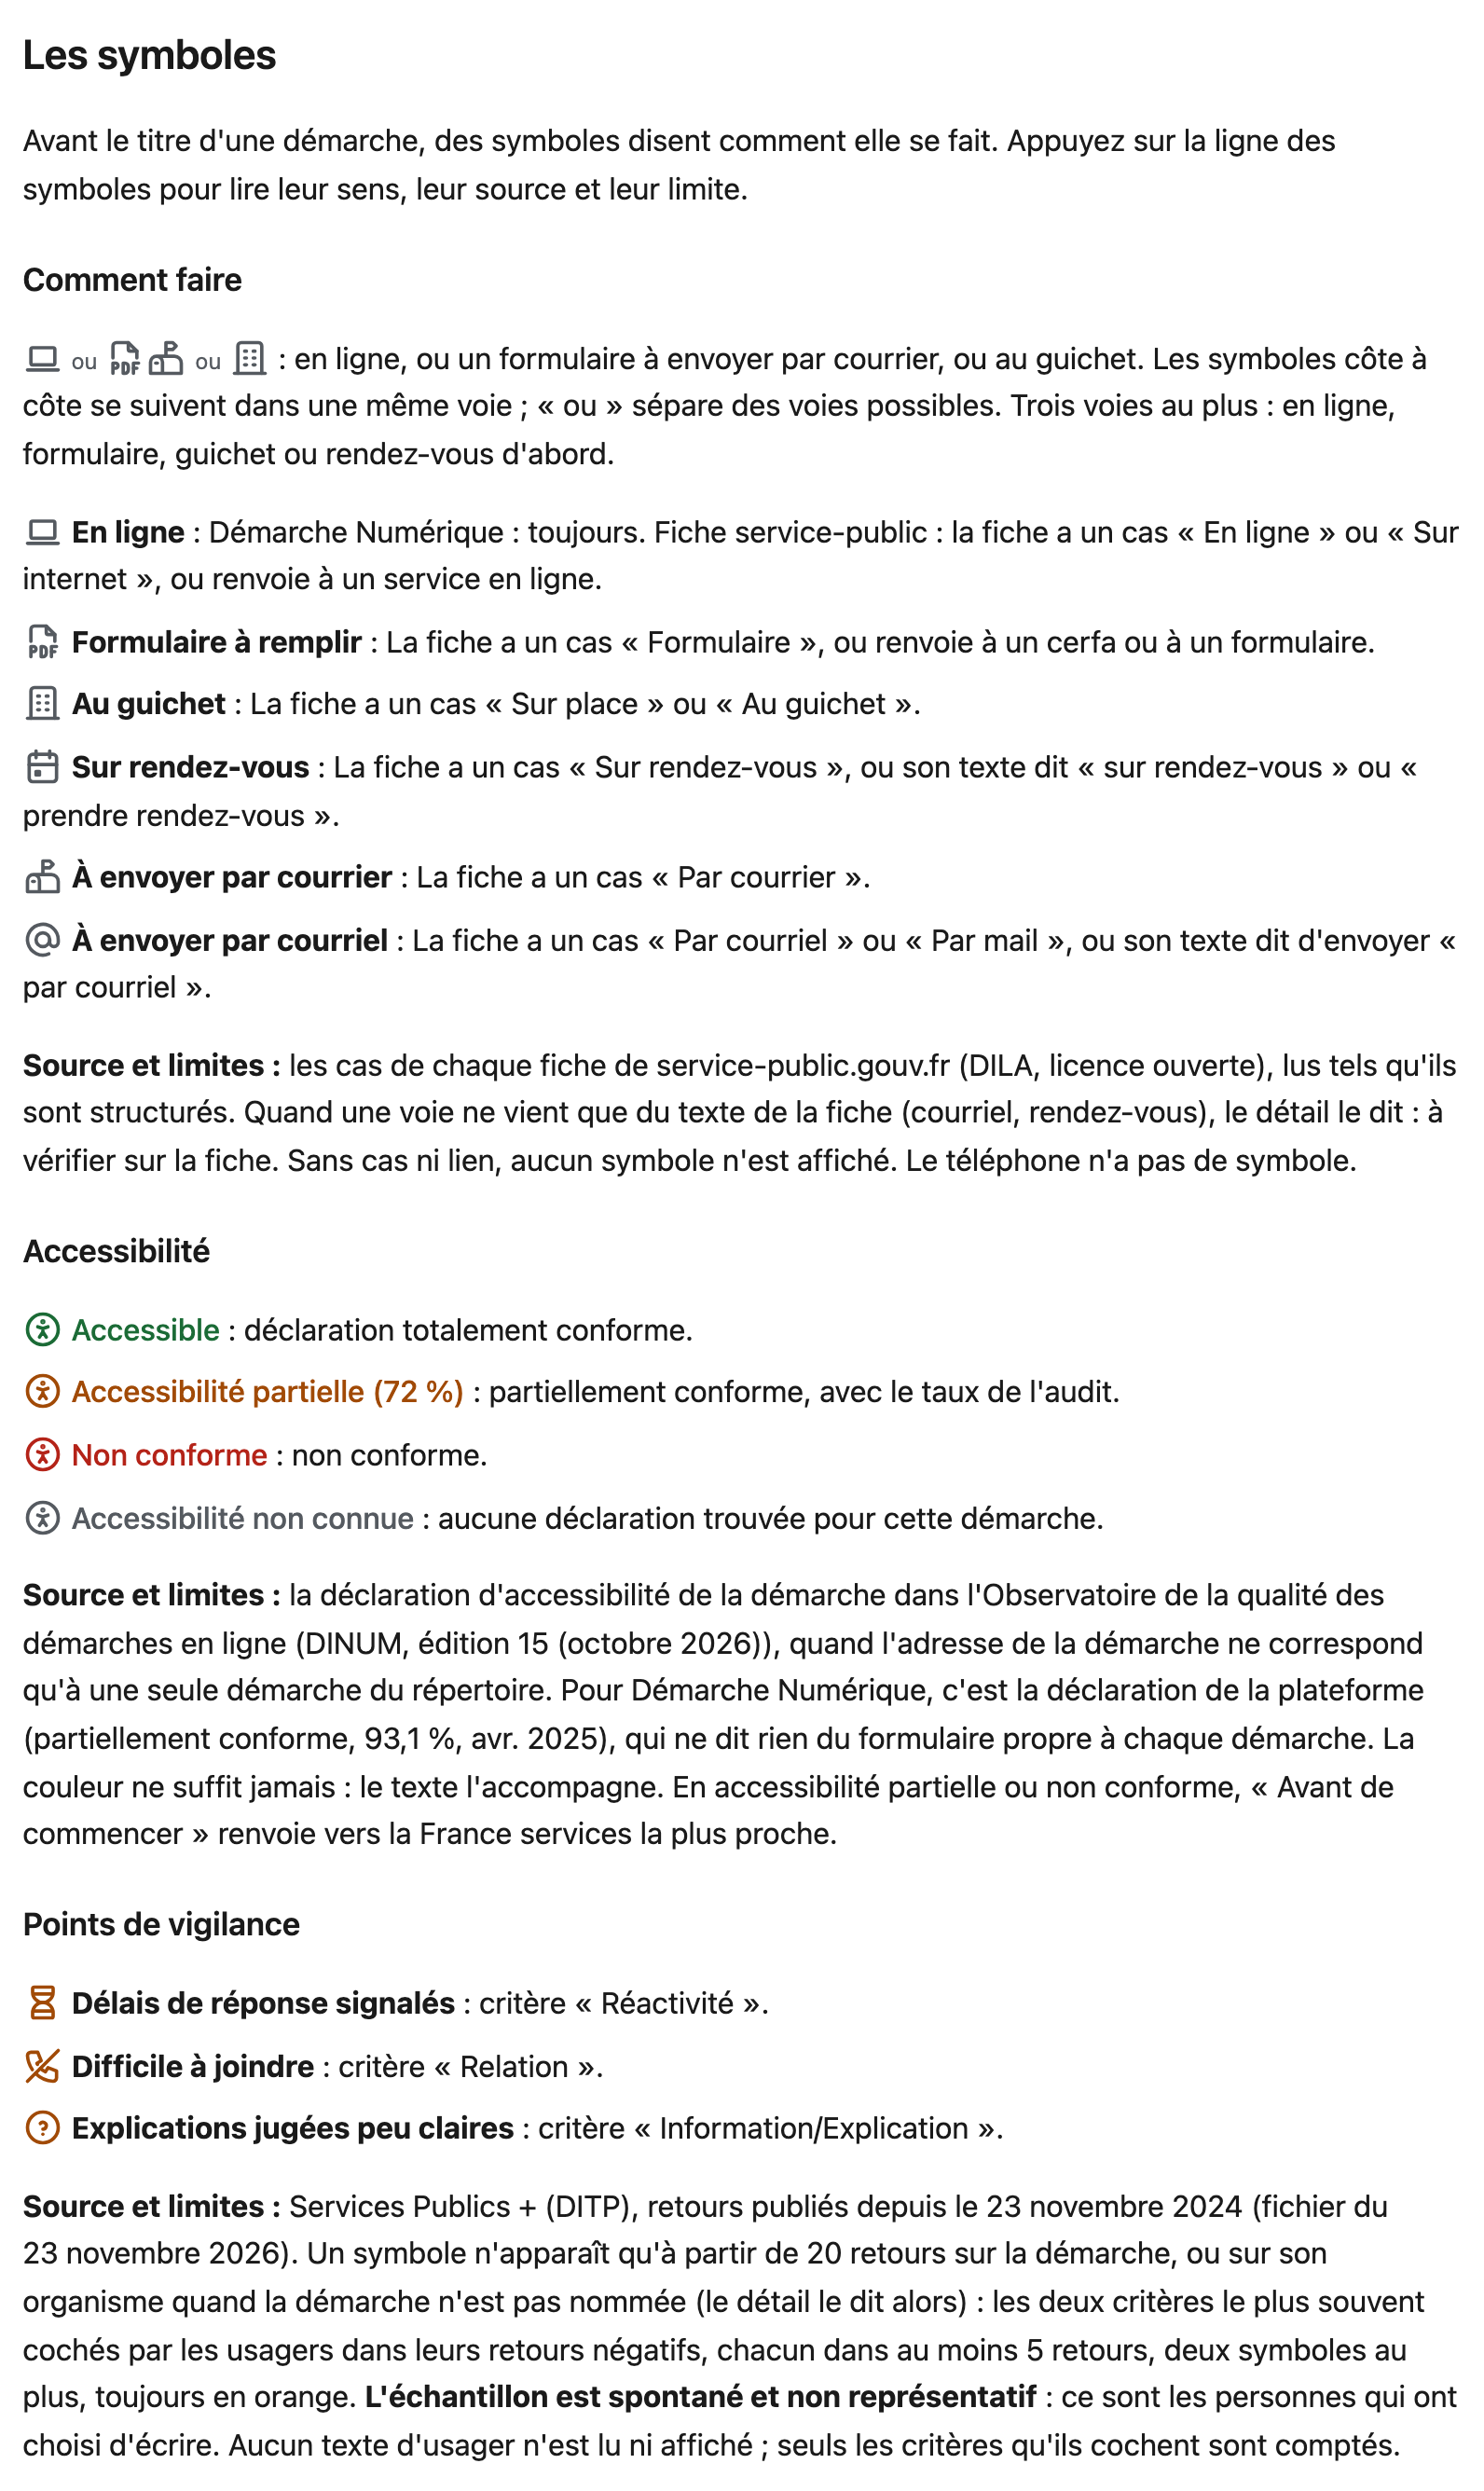 Les symboles
Avant le titre d'une démarche, des symboles disent comment elle se fait. Appuyez sur la ligne des
symboles pour lire leur sens, leur source et leur limite.
Comment faire
ou PDF ou : en ligne, ou un formulaire à envoyer par courrier, ou au guichet. Les symboles côte à
côte se suivent dans une même voie ; « ou » sépare des voies possibles. Trois voies au plus : en ligne,
formulaire, guichet ou rendez-vous d'abord.
En ligne : Démarche Numérique : toujours. Fiche service-public : la fiche a un cas « En ligne » ou « Sur
internet », ou renvoie à un service en ligne.
PDF Formulaire à remplir : La fiche a un cas « Formulaire », ou renvoie à un cerfa ou à un formulaire.
Au guichet : La fiche a un cas « Sur place » ou « Au guichet ».
Sur rendez-vous : La fiche a un cas « Sur rendez-vous », ou son texte dit « sur rendez-vous » ou «
prendre rendez-vous ».
À envoyer par courrier : La fiche a un cas « Par courrier ».
À envoyer par courriel : La fiche a un cas « Par courriel » ou « Par mail », ou son texte dit d'envoyer «
par courriel ».
Source et limites : les cas de chaque fiche de service-public.gouv.fr (DILA, licence ouverte), lus tels qu'ils
sont structurés. Quand une voie ne vient que du texte de la fiche (courriel, rendez-vous), le détail le dit : à
vérifier sur la fiche. Sans cas ni lien, aucun symbole n'est affiché. Le téléphone n'a pas de symbole.
Accessibilité
Accessible : déclaration totalement conforme.
Accessibilité partielle (72 %) : partiellement conforme, avec le taux de l'audit.
Non conforme : non conforme.
Accessibilité non connue : aucune déclaration trouvée pour cette démarche.
Source et limites : la déclaration d'accessibilité de la démarche dans l'Observatoire de la qualité des
démarches en ligne (DINUM, édition 15 (octobre 2026)), quand l'adresse de la démarche ne correspond
qu'à une seule démarche du répertoire. Pour Démarche Numérique, c'est la déclaration de la plateforme
(partiellement conforme, 93,1 %, avr. 2025), qui ne dit rien du formulaire propre à chaque démarche. La
couleur ne suffit jamais : le texte l'accompagne. En accessibilité partielle ou non conforme, « Avant de
commencer » renvoie vers la France services la plus proche.
Points de vigilance
Délais de réponse signalés : critère « Réactivité ».
Difficile à joindre : critère « Relation ».
Explications jugées peu claires : critère « Information/Explication ».
Source et limites : Services Publics + (DITP), retours publiés depuis le 23 novembre 2024 (fichier du
23 novembre 2026). Un symbole n'apparaît qu'à partir de 20 retours sur la démarche, ou sur son
organisme quand la démarche n'est pas nommée (le détail le dit alors) : les deux critères le plus souvent
cochés par les usagers dans leurs retours négatifs, chacun dans au moins 5 retours, deux symboles au
plus, toujours en orange. L'échantillon est spontané et non représentatif : ce sont les personnes qui ont
choisi d'écrire. Aucun texte d'usager n'est lu ni affiché ; seuls les critères qu'ils cochent sont comptés.